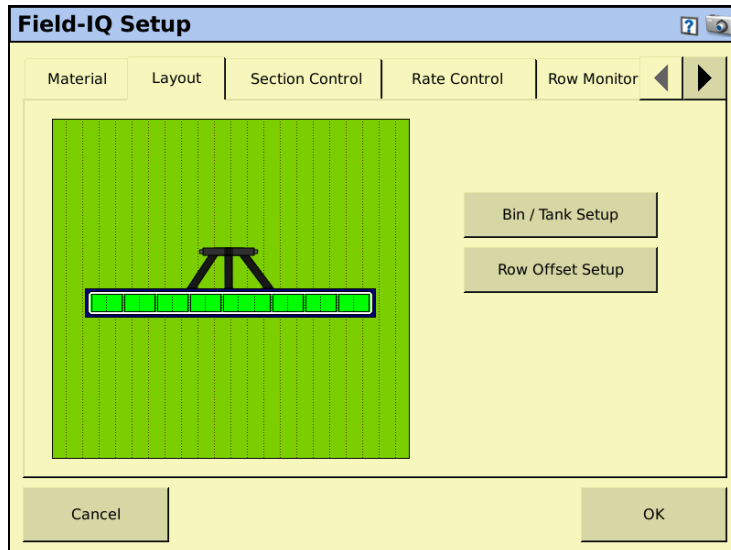 Field-IQ Setup
?
Material Layout Section Control Rate Control Row Monitor
Bin / Tank Setup
Row Offset Setup
Cancel OK